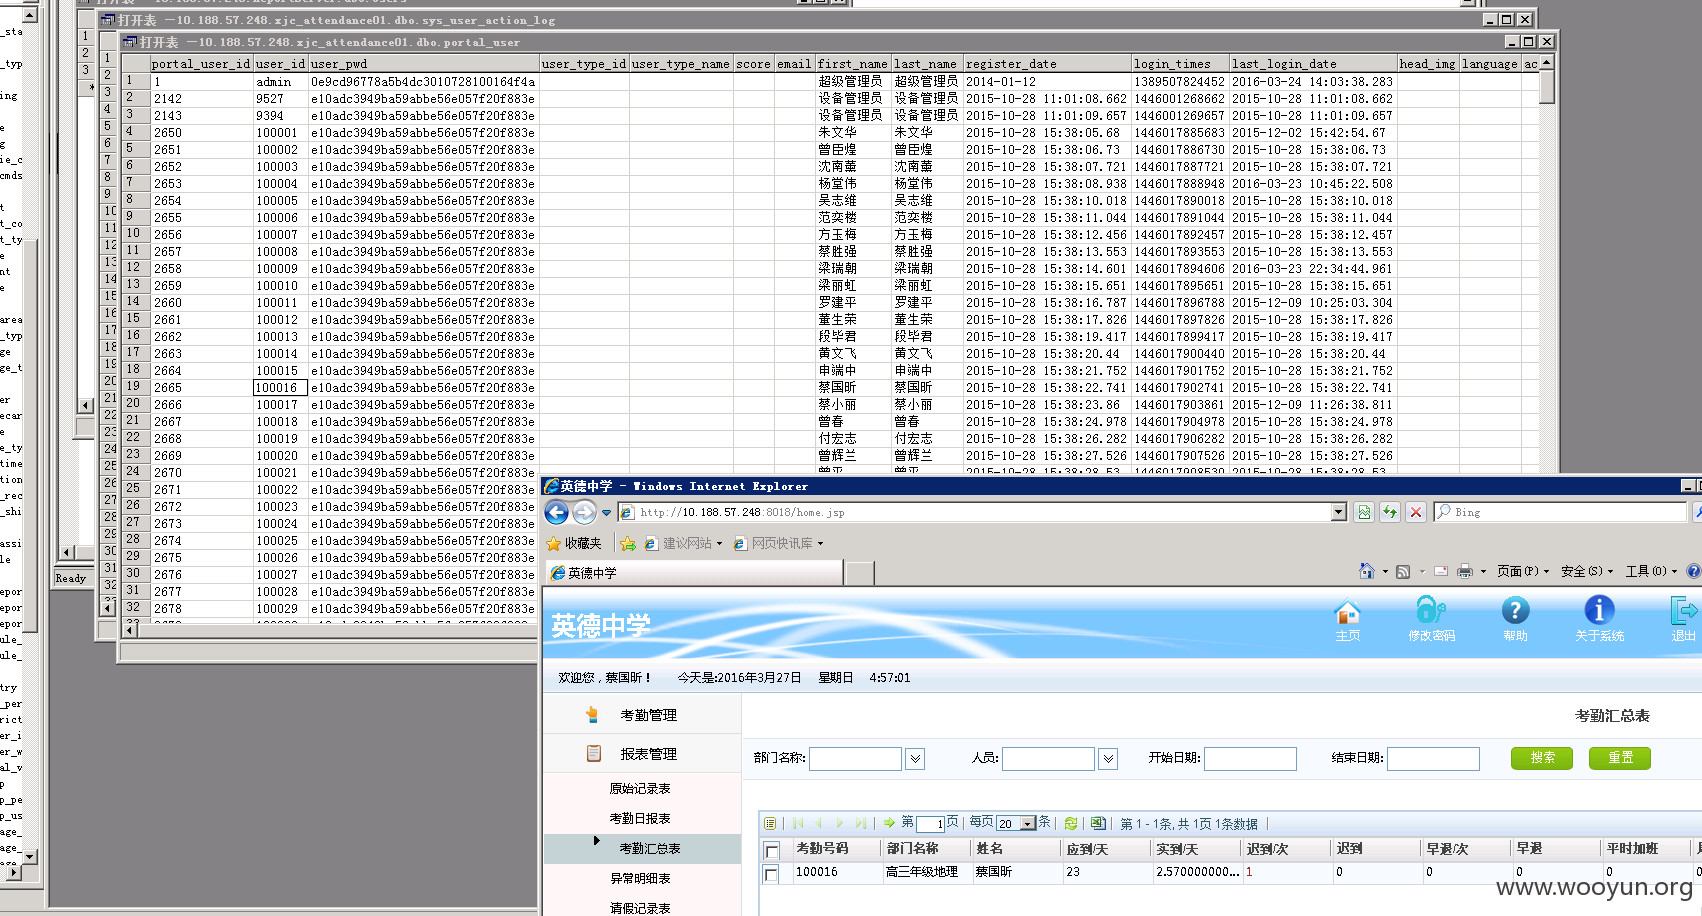 打开表 －10.188.57.248.xjc_attendance01.dbo.sys_user_action_log
打开表 －10.188.57.248.xjc_attendance01.dbo.portal_user
portal_user_id user_id user_pwd user_type_id user_type_name score email first_name last_name register_date login_times last_login_date head_img language ac
1 1 admin 0e9cd96778a5b4dc3010728100164f4a 超级管理员 超级管理员 2014-01-12 1389507824452 2016-03-24 14:03:38.283
2 2142 9527 e10adc3949ba59abbe56e057f20f883e 设备管理员 设备管理员 2015-10-28 11:01:08.662 1446001268662 2015-10-28 11:01:08.662
3 2143 9394 e10adc3949ba59abbe56e057f20f883e 设备管理员 设备管理员 2015-10-28 11:01:09.657 1446001269657 2015-10-28 11:01:09.657
4 2650 100001 e10adc3949ba59abbe56e057f20f883e 朱文华 朱文华 2015-10-28 15:38:05.68 1446017885683 2015-12-02 15:42:54.67
5 2651 100002 e10adc3949ba59abbe56e057f20f883e 曾臣煌 曾臣煌 2015-10-28 15:38:06.73 1446017886730 2015-10-28 15:38:06.73
6 2652 100003 e10adc3949ba59abbe56e057f20f883e 沈南薰 沈南薰 2015-10-28 15:38:07.721 1446017887721 2015-10-28 15:38:07.721
7 2653 100004 e10adc3949ba59abbe56e057f20f883e 杨堂伟 杨堂伟 2015-10-28 15:38:08.938 1446017888948 2016-03-23 10:45:22.508
8 2654 100005 e10adc3949ba59abbe56e057f20f883e 吴志维 吴志维 2015-10-28 15:38:10.018 1446017890018 2015-10-28 15:38:10.018
9 2655 100006 e10adc3949ba59abbe56e057f20f883e 范奕楼 范奕楼 2015-10-28 15:38:11.044 1446017891044 2015-10-28 15:38:11.044
10 2656 100007 e10adc3949ba59abbe56e057f20f883e 方玉梅 方玉梅 2015-10-28 15:38:12.456 1446017892457 2015-10-28 15:38:12.457
11 2657 100008 e10adc3949ba59abbe56e057f20f883e 蔡胜强 蔡胜强 2015-10-28 15:38:13.553 1446017893553 2015-10-28 15:38:13.553
12 2658 100009 e10adc3949ba59abbe56e057f20f883e 梁瑞朝 梁瑞朝 2015-10-28 15:38:14.601 1446017894606 2016-03-23 22:34:44.961
13 2659 100010 e10adc3949ba59abbe56e057f20f883e 梁丽虹 梁丽虹 2015-10-28 15:38:15.651 1446017895651 2015-10-28 15:38:15.651
14 2660 100011 e10adc3949ba59abbe56e057f20f883e 罗建平 罗建平 2015-10-28 15:38:16.787 1446017896788 2015-12-09 10:25:03.304
15 2661 100012 e10adc3949ba59abbe56e057f20f883e 董生荣 董生荣 2015-10-28 15:38:17.826 1446017897826 2015-10-28 15:38:17.826
16 2662 100013 e10adc3949ba59abbe56e057f20f883e 段毕君 段毕君 2015-10-28 15:38:19.417 1446017899417 2015-10-28 15:38:19.417
17 2663 100014 e10adc3949ba59abbe56e057f20f883e 黄文飞 黄文飞 2015-10-28 15:38:20.44 1446017900440 2015-10-28 15:38:20.44
18 2664 100015 e10adc3949ba59abbe56e057f20f883e 申端中 申端中 2015-10-28 15:38:21.752 1446017901752 2015-10-28 15:38:21.752
19 2665 100016 e10adc3949ba59abbe56e057f20f883e 蔡国昕 蔡国昕 2015-10-28 15:38:22.741 1446017902741 2015-10-28 15:38:22.741
20 2666 100017 e10adc3949ba59abbe56e057f20f883e 蔡小丽 蔡小丽 2015-10-28 15:38:23.86 1446017903861 2015-12-09 11:26:38.811
21 2667 100018 e10adc3949ba59abbe56e057f20f883e 曾春 曾春 2015-10-28 15:38:24.978 1446017904978 2015-10-28 15:38:24.978
22 2668 100019 e10adc3949ba59abbe56e057f20f883e 付宏志 付宏志 2015-10-28 15:38:26.282 1446017906282 2015-10-28 15:38:26.282
23 2669 100020 e10adc3949ba59abbe56e057f20f883e 曾辉兰 曾辉兰 2015-10-28 15:38:27.526 1446017907526 2015-10-28 15:38:27.526
24 2670 100021 e10adc3949ba59abbe56e057f20f883e
25 2671 100022 e10adc3949ba59abbe56e057f20f883e
26 2672 100023 e10adc3949ba59abbe56e057f20f883e
27 2673 100024 e10adc3949ba59abbe56e057f20f883e
28 2674 100025 e10adc3949ba59abbe56e057f20f883e
29 2675 100026 e10adc3949ba59abbe56e057f20f883e
30 2676 100027 e10adc3949ba59abbe56e057f20f883e
31 2677 100028 e10adc3949ba59abbe56e057f20f883e
32 2678 100029 e10adc3949ba59abbe56e057f20f883e
Ready
英德中学 - Windows Internet Explorer
http://10.188.57.248:8018/home.jsp
Bing
收藏夹 建议网站 网页快讯库
英德中学
页面(P) 安全(S) 工具(O)
英德中学
主页 修改密码 帮助 关于系统 退出
欢迎您，蔡国昕！ 今天是:2016年3月27日 星期日 4:57:01
考勤管理
考勤汇总表
报表管理
部门名称: 人员: 开始日期: 结束日期: 搜索 重置
原始记录表
考勤日报表
考勤汇总表
异常明细表
请假记录表
第 1 页 每页 20 条 第 1 - 1条, 共 1页 1条数据
考勤号码 部门名称 姓名 应到/天 实到/天 迟到/次 迟到 早退/次 早退 平时加班
100016 高三年级地理 蔡国昕 23 2.570000000... 1 0 0 0 0
www.wooyun.org